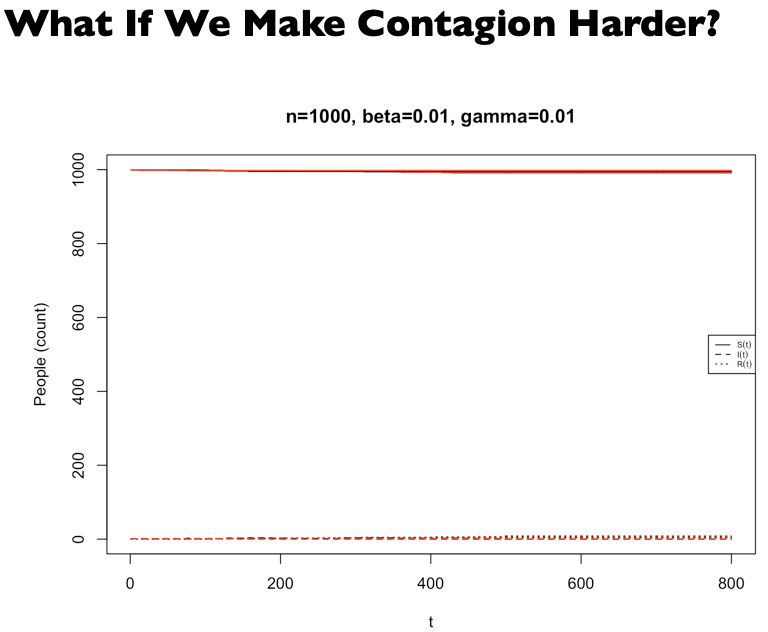 What If We Make Contagion Harder?
n=1000, beta=0.01, gamma=0.01
People (count)
1000
800
600
400
200
0
S(t)
I(t)
R(t)
0 200 400 600 800
t